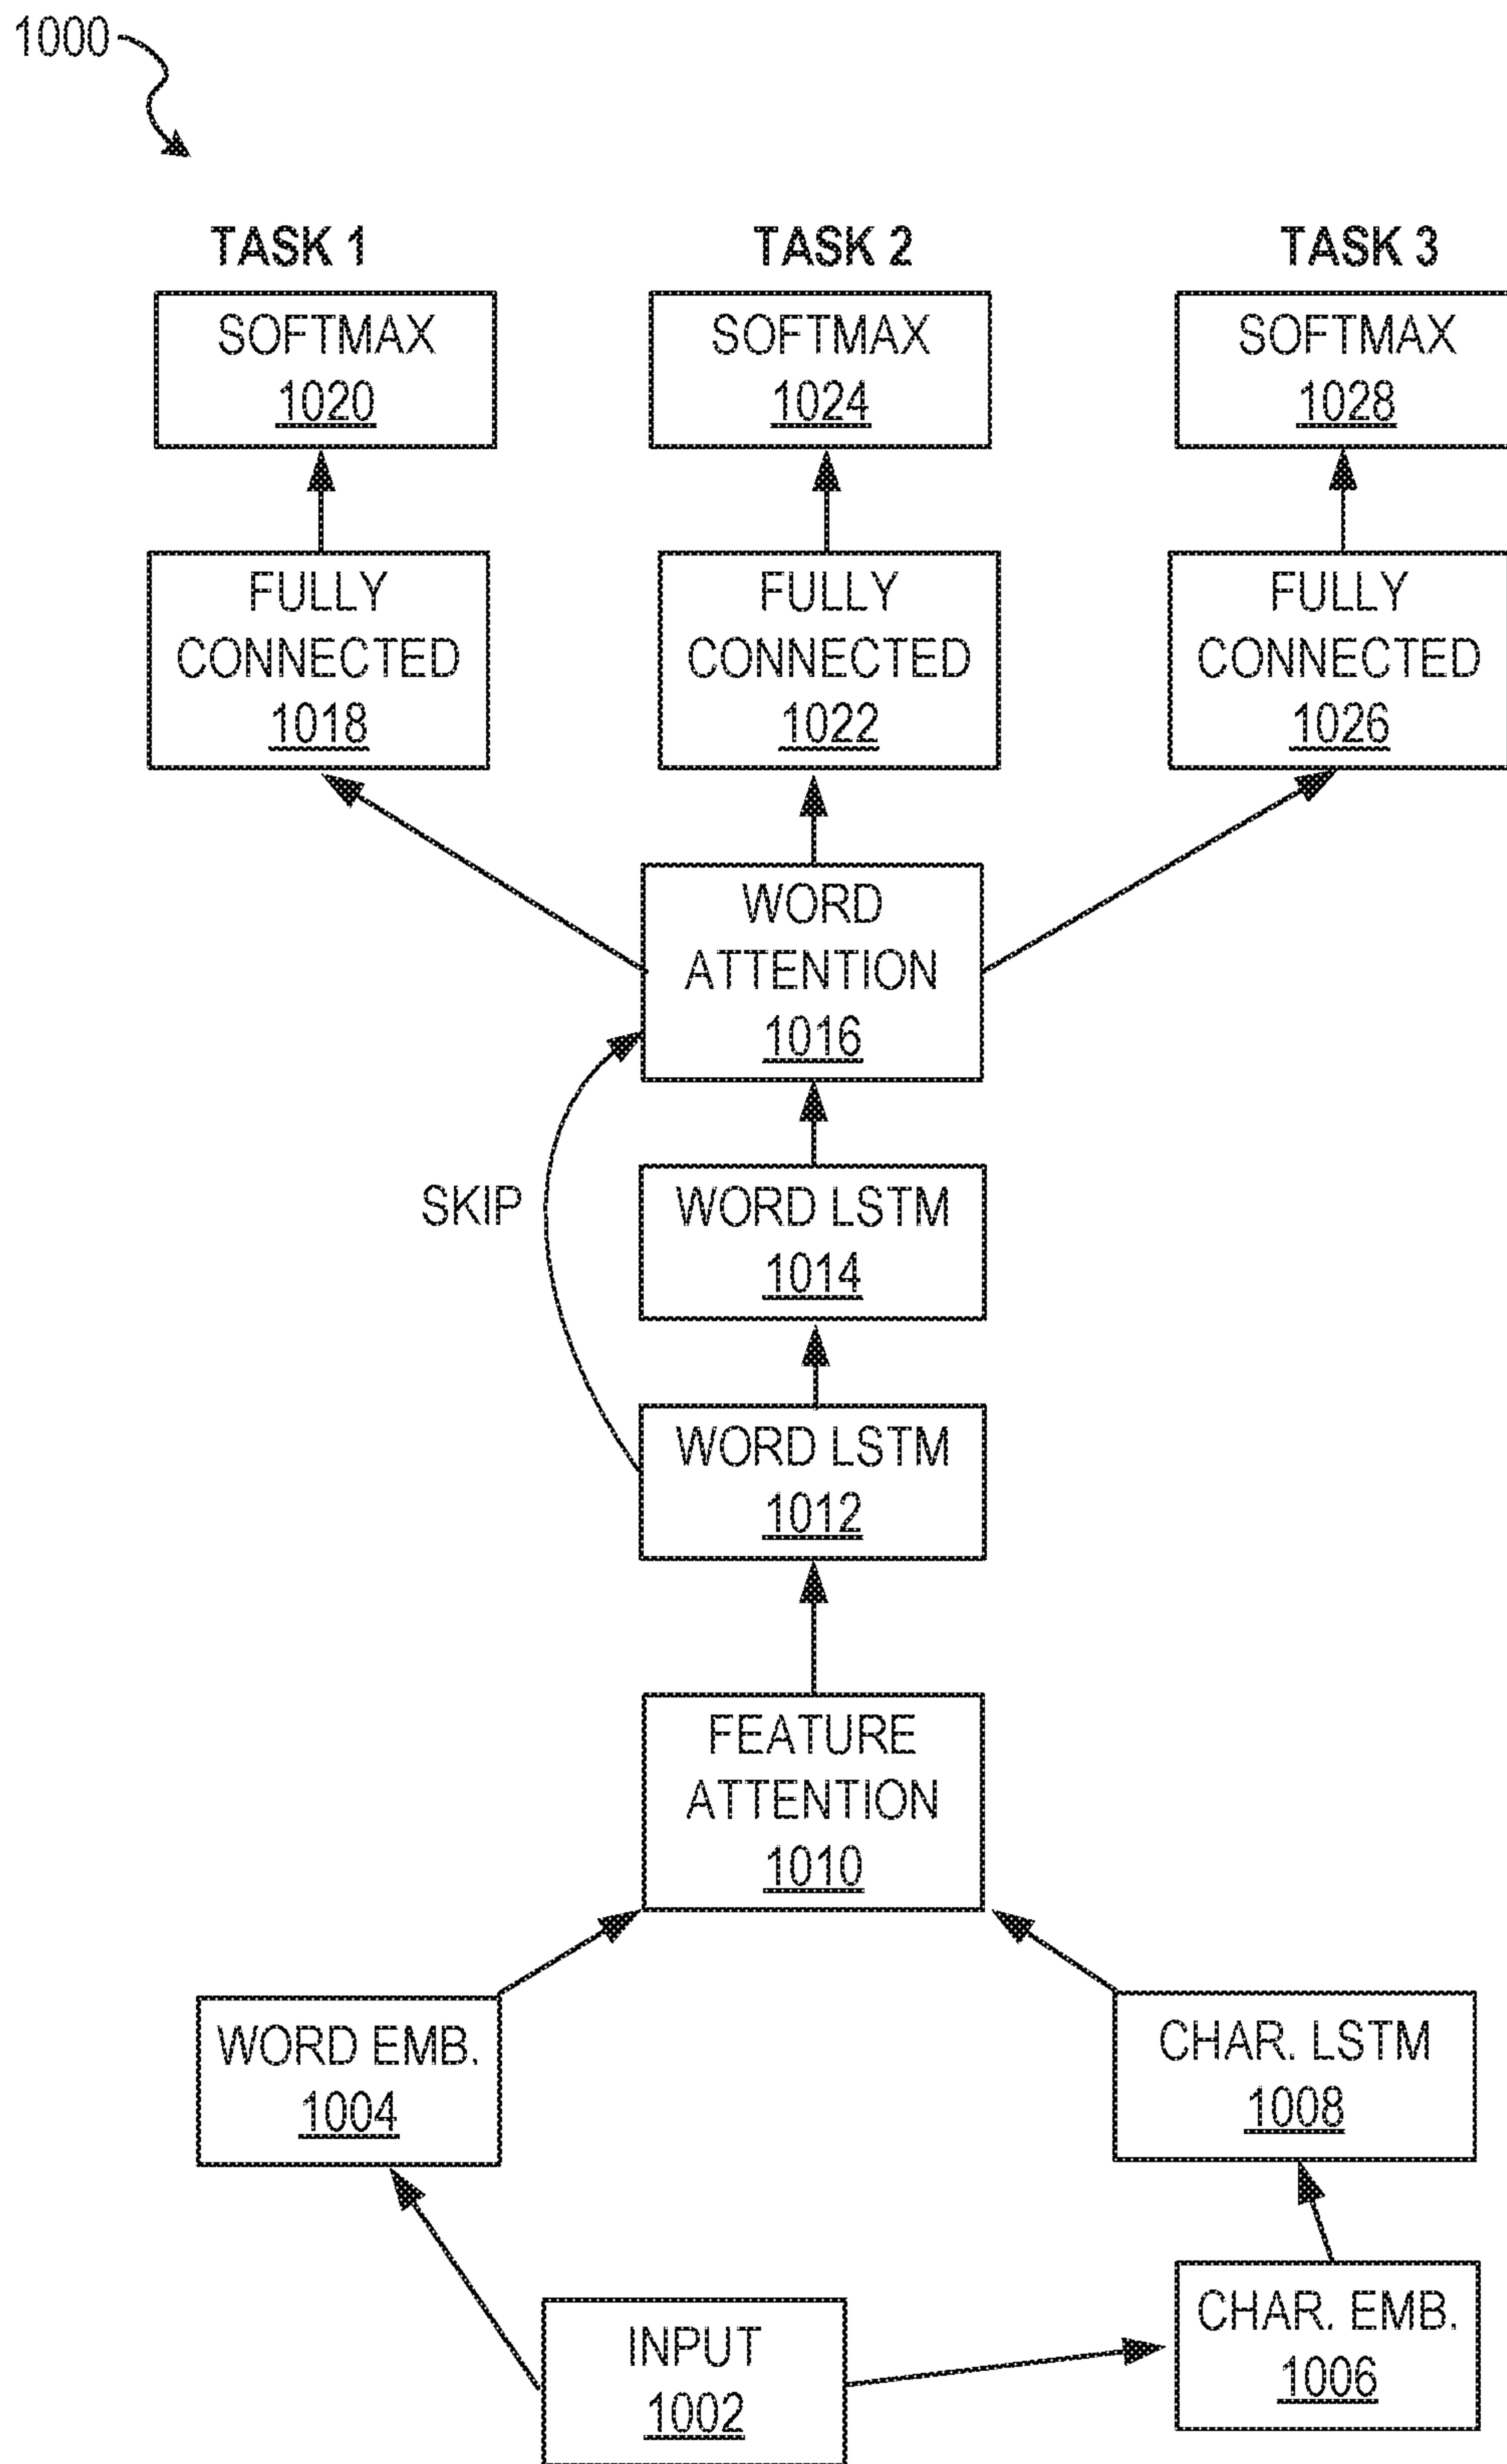 1000
TASK 1
TASK 2
TASK 3
SOFTMAX
1020
SOFTMAX
1024
SOFTMAX
1028
FULLY
CONNECTED
1018
FULLY
CONNECTED
1022
FULLY
CONNECTED
1026
WORD
ATTENTION
1016
SKIP
WORD LSTM
1014
WORD LSTM
1012
FEATURE
ATTENTION
1010
WORD EMB.
1004
CHAR. LSTM
1008
INPUT
1002
CHAR. EMB.
1006